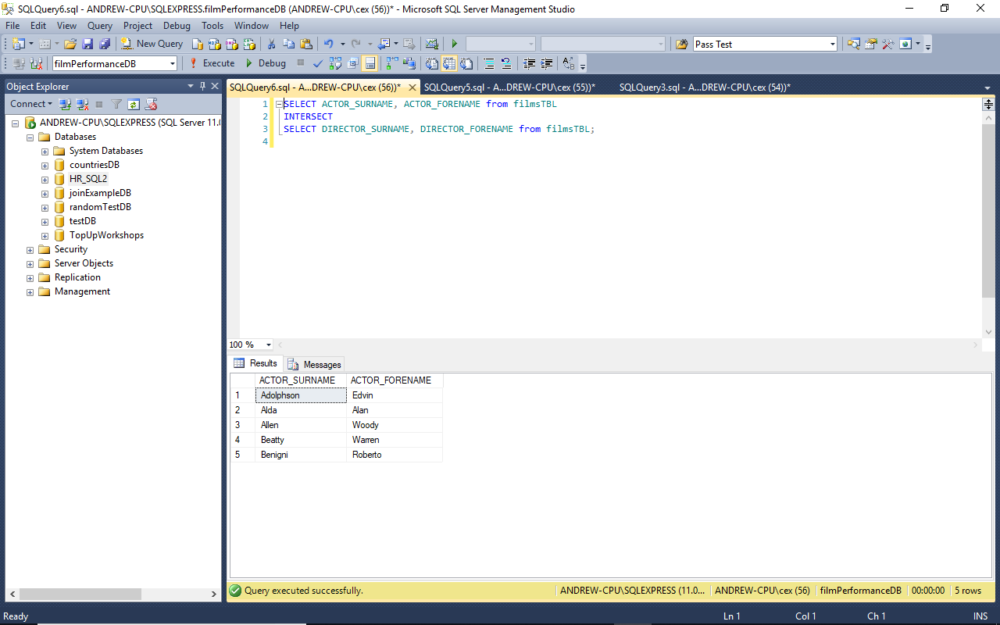 SQLQuery6.sql - ANDREW-CPU\SQLEXPRESS.filmPerformanceDB (ANDREW-CPU\cex (56))* - Microsoft SQL Server Management Studio
File Edit View Query Project Debug Tools Window Help
New Query Pass Test
filmPerformanceDB Execute Debug
Object Explorer
Connect
ANDREW-CPU\SQLEXPRESS (SQL Server 11.0
Databases
System Databases
countriesDB
HR_SQL2
joinExampleDB
randomTestDB
testDB
TopUpWorkshops
Security
Server Objects
Replication
Management
SQLQuery6.sql - A...DREW-CPU\cex (56))* SQLQuery5.sql - A...DREW-CPU\cex (55))* SQLQuery3.sql - A...DREW-CPU\cex (54))*
1 SELECT ACTOR_SURNAME, ACTOR_FORENAME from filmsTBL
2 INTERSECT
3 SELECT DIRECTOR_SURNAME, DIRECTOR_FORENAME from filmsTBL;
4
100 %
Results Messages
ACTOR_SURNAME ACTOR_FORENAME
1 Adolphson Edvin
2 Alda Alan
3 Allen Woody
4 Beatty Warren
5 Benigni Roberto
Query executed successfully. ANDREW-CPU\SQLEXPRESS (11.0... ANDREW-CPU\cex (56) filmPerformanceDB 00:00:00 5 rows
Ready Ln 1 Col 1 Ch 1 INS